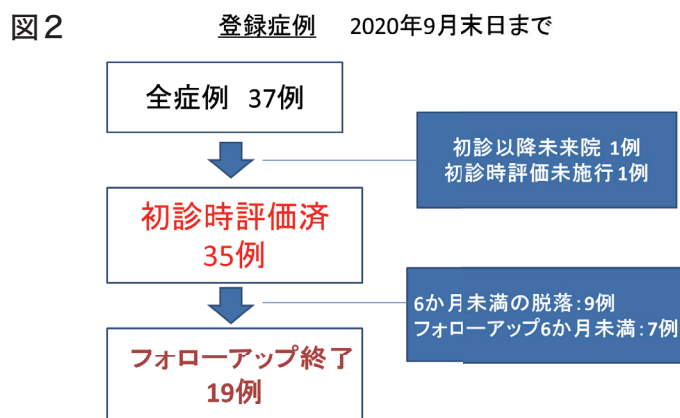 図2
登録症例 2020年9月末日まで
全症例 37例
初診以降未来院 1例
初診時評価未施行1例
初診時評価済
35例
6か月未満の脱落:9例
フォローアップ6か月未満:7例
フォローアップ終了
19例